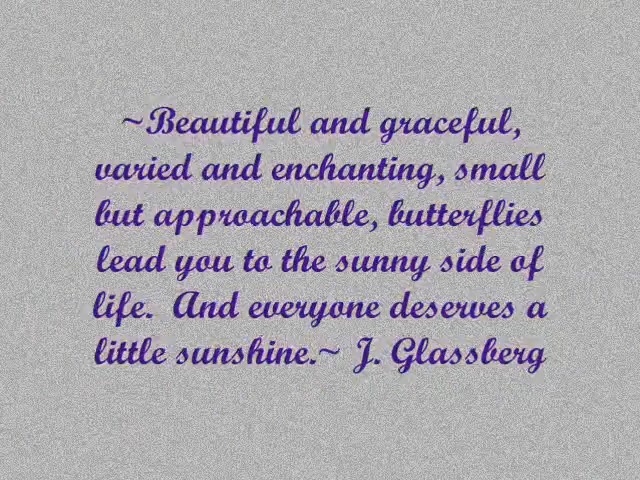 ~Beautiful and graceful,
varied and enchanting, small
but approachable, butterflies
lead you to the sunny side of
life.  And everyone deserves a
little sunshine.~ J. Glassberg